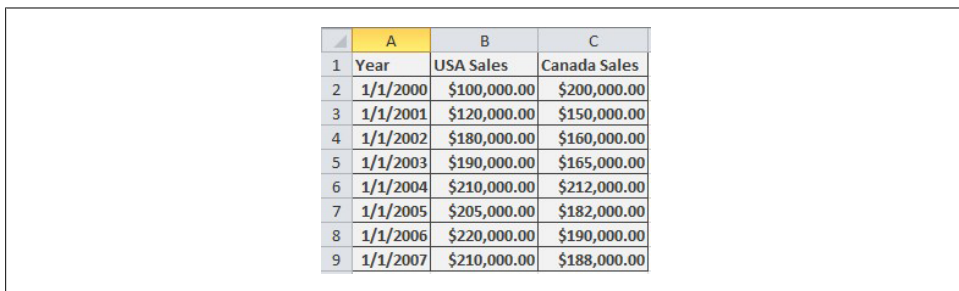 A B C
1 Year USA Sales Canada Sales
2 1/1/2000 $100,000.00 $200,000.00
3 1/1/2001 $120,000.00 $150,000.00
4 1/1/2002 $180,000.00 $160,000.00
5 1/1/2003 $190,000.00 $165,000.00
6 1/1/2004 $210,000.00 $212,000.00
7 1/1/2005 $205,000.00 $182,000.00
8 1/1/2006 $220,000.00 $190,000.00
9 1/1/2007 $210,000.00 $188,000.00